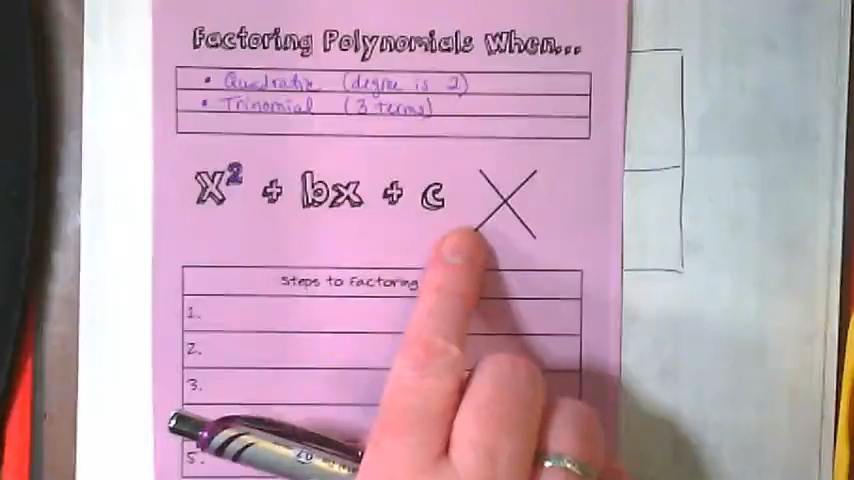 Factoring Polynomials When...
• Quadratic (degree is 2)
• Trinomial (3 terms)
x² + bx + c
Steps to Factoring
1.
2.
3.
5.